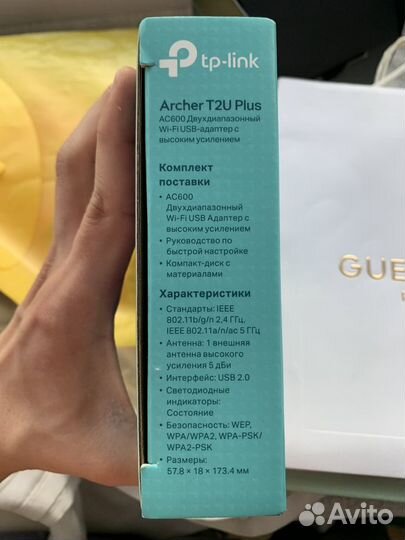 tp-link
Archer T2U Plus
AC600 Двухдиапазонный
Wi-Fi USB-адаптер с
высоким усилением
Комплект
поставки
• AC600
Двухдиапазонный
Wi-Fi USB Адаптер с
высоким усилением
• Руководство по
быстрой настройке
• Компакт-диск с
материалами
Характеристики
• Стандарты: IEEE
802.11b/g/n 2,4 ГГц,
IEEE 802.11a/n/ac 5 ГГц
• Антенна: 1 внешняя
антенна высокого
усиления 5 дБи
• Интерфейс: USB 2.0
• Светодиодные
индикаторы:
Состояние
• Безопасность: WEP,
WPA/WPA2, WPA-PSK/
WPA2-PSK
• Размеры:
57.8 × 18 × 173.4 мм
GUE
Avito